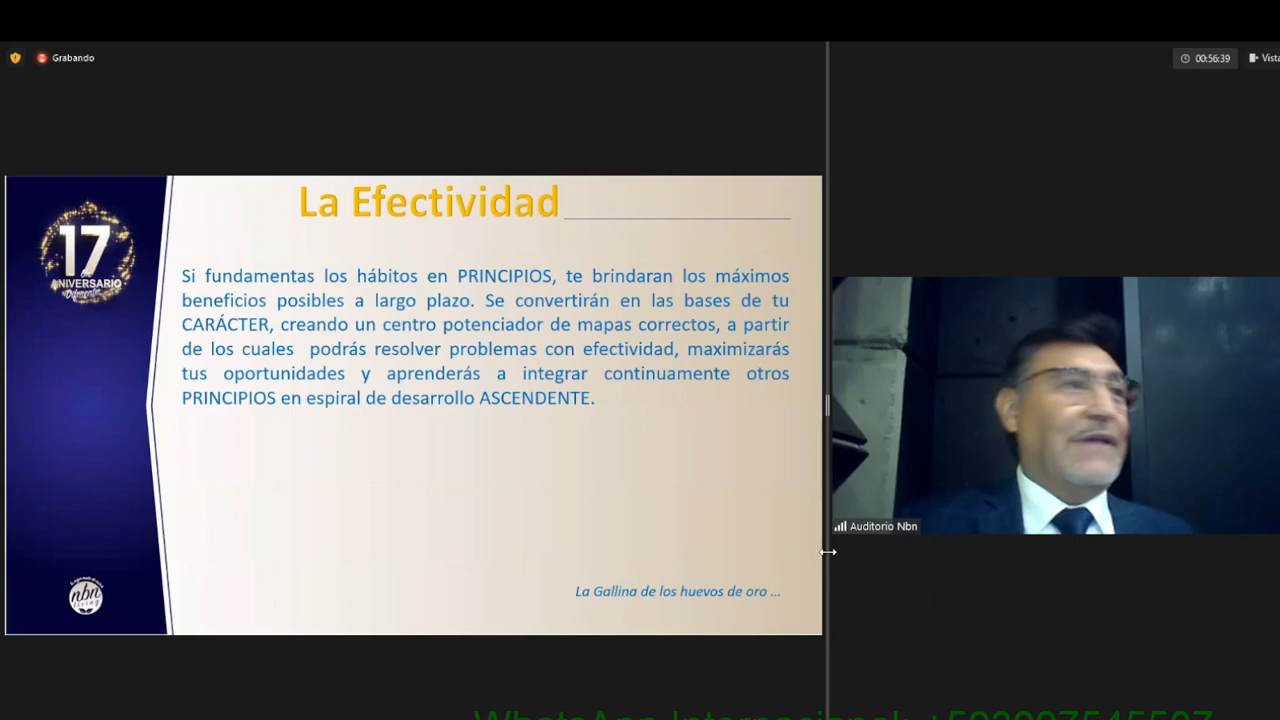 Grabando
00:56:39
Vista
La Efectividad
17
ANIVERSARIO
Si fundamentas los hábitos en PRINCIPIOS, te brindaran los máximos
beneficios posibles a largo plazo. Se convertirán en las bases de tu
CARÁCTER, creando un centro potenciador de mapas correctos, a partir
de los cuales podrás resolver problemas con efectividad, maximizarás
tus oportunidades y aprenderás a integrar continuamente otros
PRINCIPIOS en espiral de desarrollo ASCENDENTE.
Auditorio Nbn
La Gallina de los huevos de oro ...
nbn
living
WhatsApp Internacional: